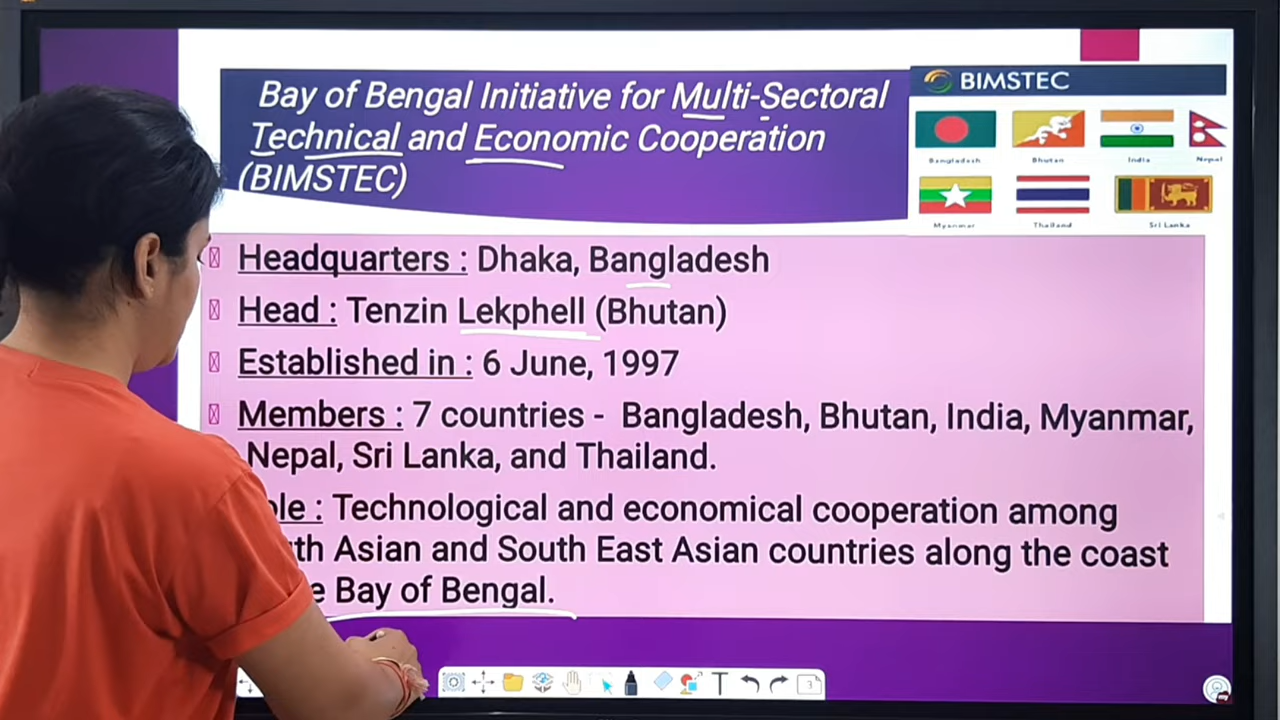 Bay of Bengal Initiative for Multi-Sectoral
Technical and Economic Cooperation
(BIMSTEC)
BIMSTEC
Bangladesh Bhutan India Nepal
Myanmar Thailand Sri Lanka
Headquarters : Dhaka, Bangladesh
Head : Tenzin Lekphell (Bhutan)
Established in : 6 June, 1997
Members : 7 countries - Bangladesh, Bhutan, India, Myanmar,
Nepal, Sri Lanka, and Thailand.
ole : Technological and economical cooperation among
th Asian and South East Asian countries along the coast
e Bay of Bengal.
T 3